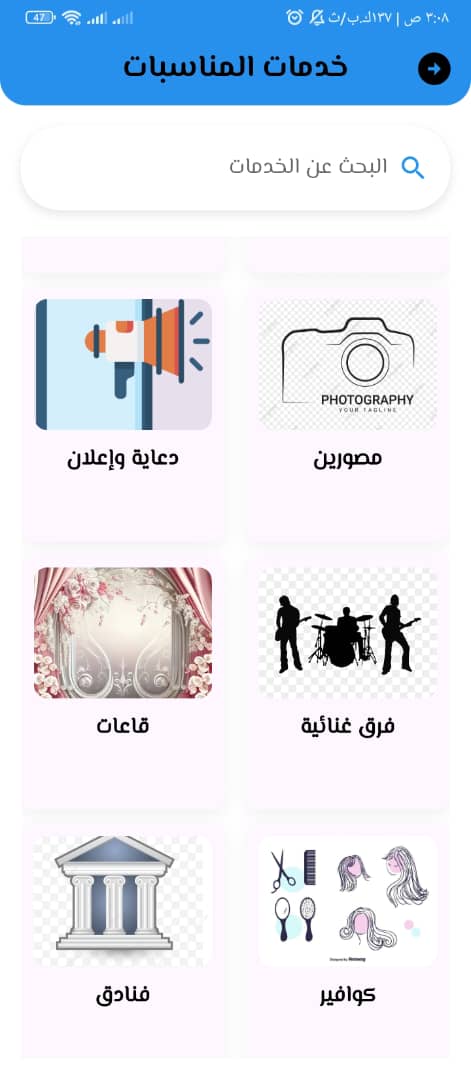 ٣:٠٨ ص | ١٣٧ك.ب/ث
47
خدمات المناسبات
البحث عن الخدمات
PHOTOGRAPHY
YOUR TAGLINE
مصورين
دعاية وإعلان
فرق غنائية
قاعات
كوافير
فنادق